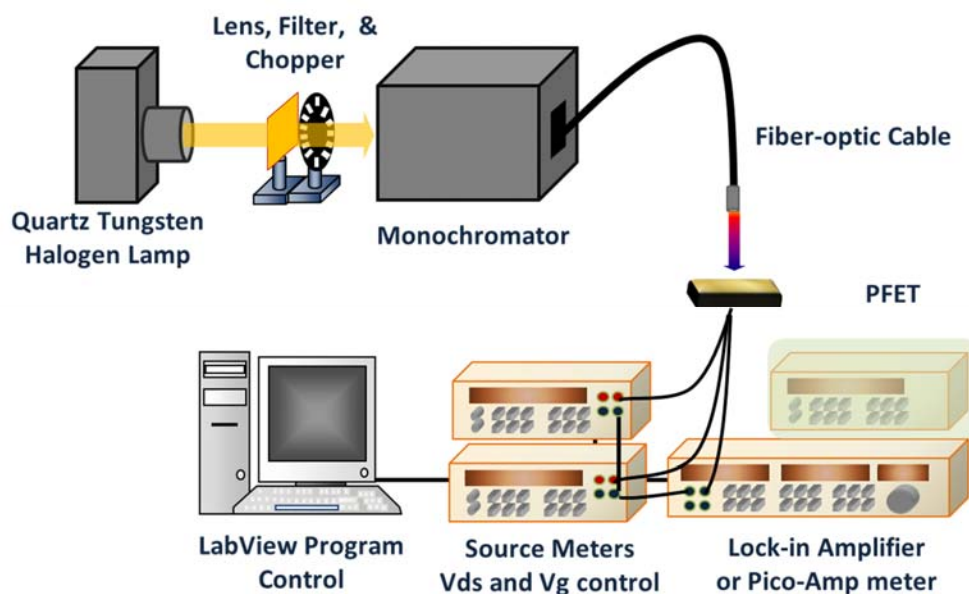 Lens, Filter, &
Chopper
Fiber-optic Cable
Quartz Tungsten
Halogen Lamp
Monochromator
PFET
LabView Program
Control
Source Meters
Vds and Vg control
Lock-in Amplifier
or Pico-Amp meter